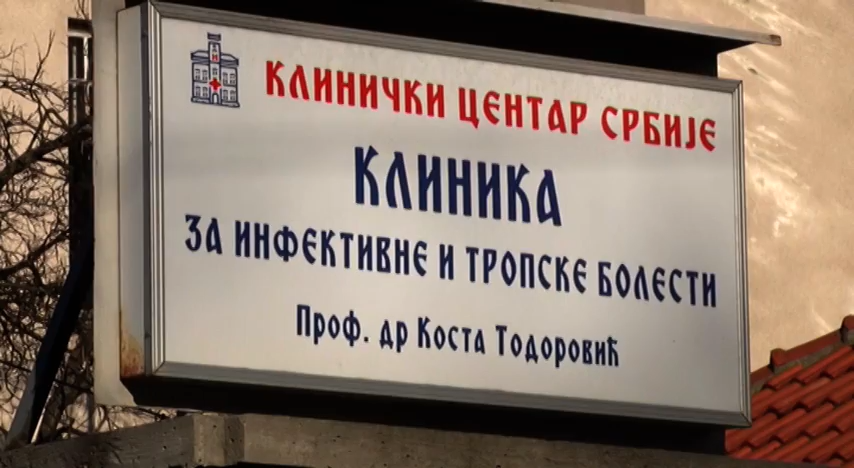 КЛИНИЧКИ ЦЕНТАР СРБИЈЕ
КЛИНИКА
ЗА ИНФЕКТИВНЕ И ТРОПСКЕ БОЛЕСТИ
Проф. др Коста Тодоровић